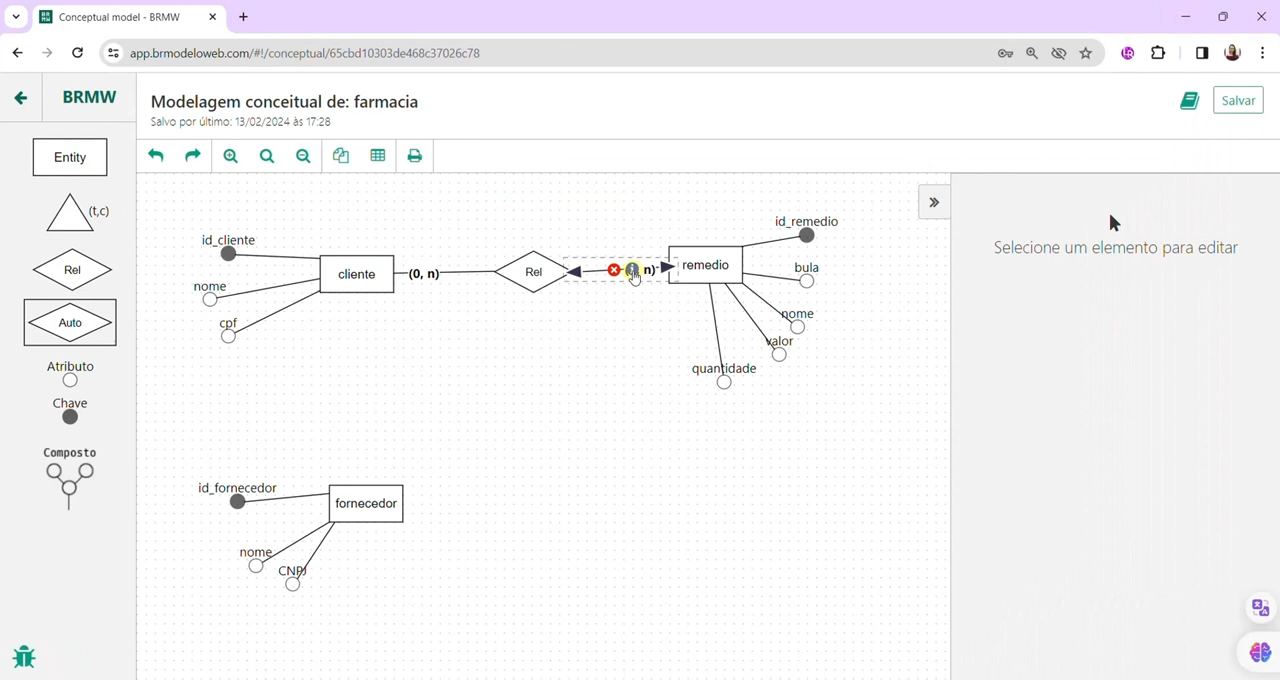 Conceptual model - BRMW
app.brmodeloweb.com/#!/conceptual/65cbd10303de468c37026c78
BRMW
Modelagem conceitual de: farmacia
Salvo por último: 13/02/2024 às 17:28
Salvar
Entity
(t,c)
Rel
Auto
Atributo
Chave
Composto
id_cliente
nome
cpf
cliente
(0, n)
Rel
n)
remedio
id_remedio
bula
nome
valor
quantidade
id_fornecedor
fornecedor
nome
CNPJ
Selecione um elemento para editar